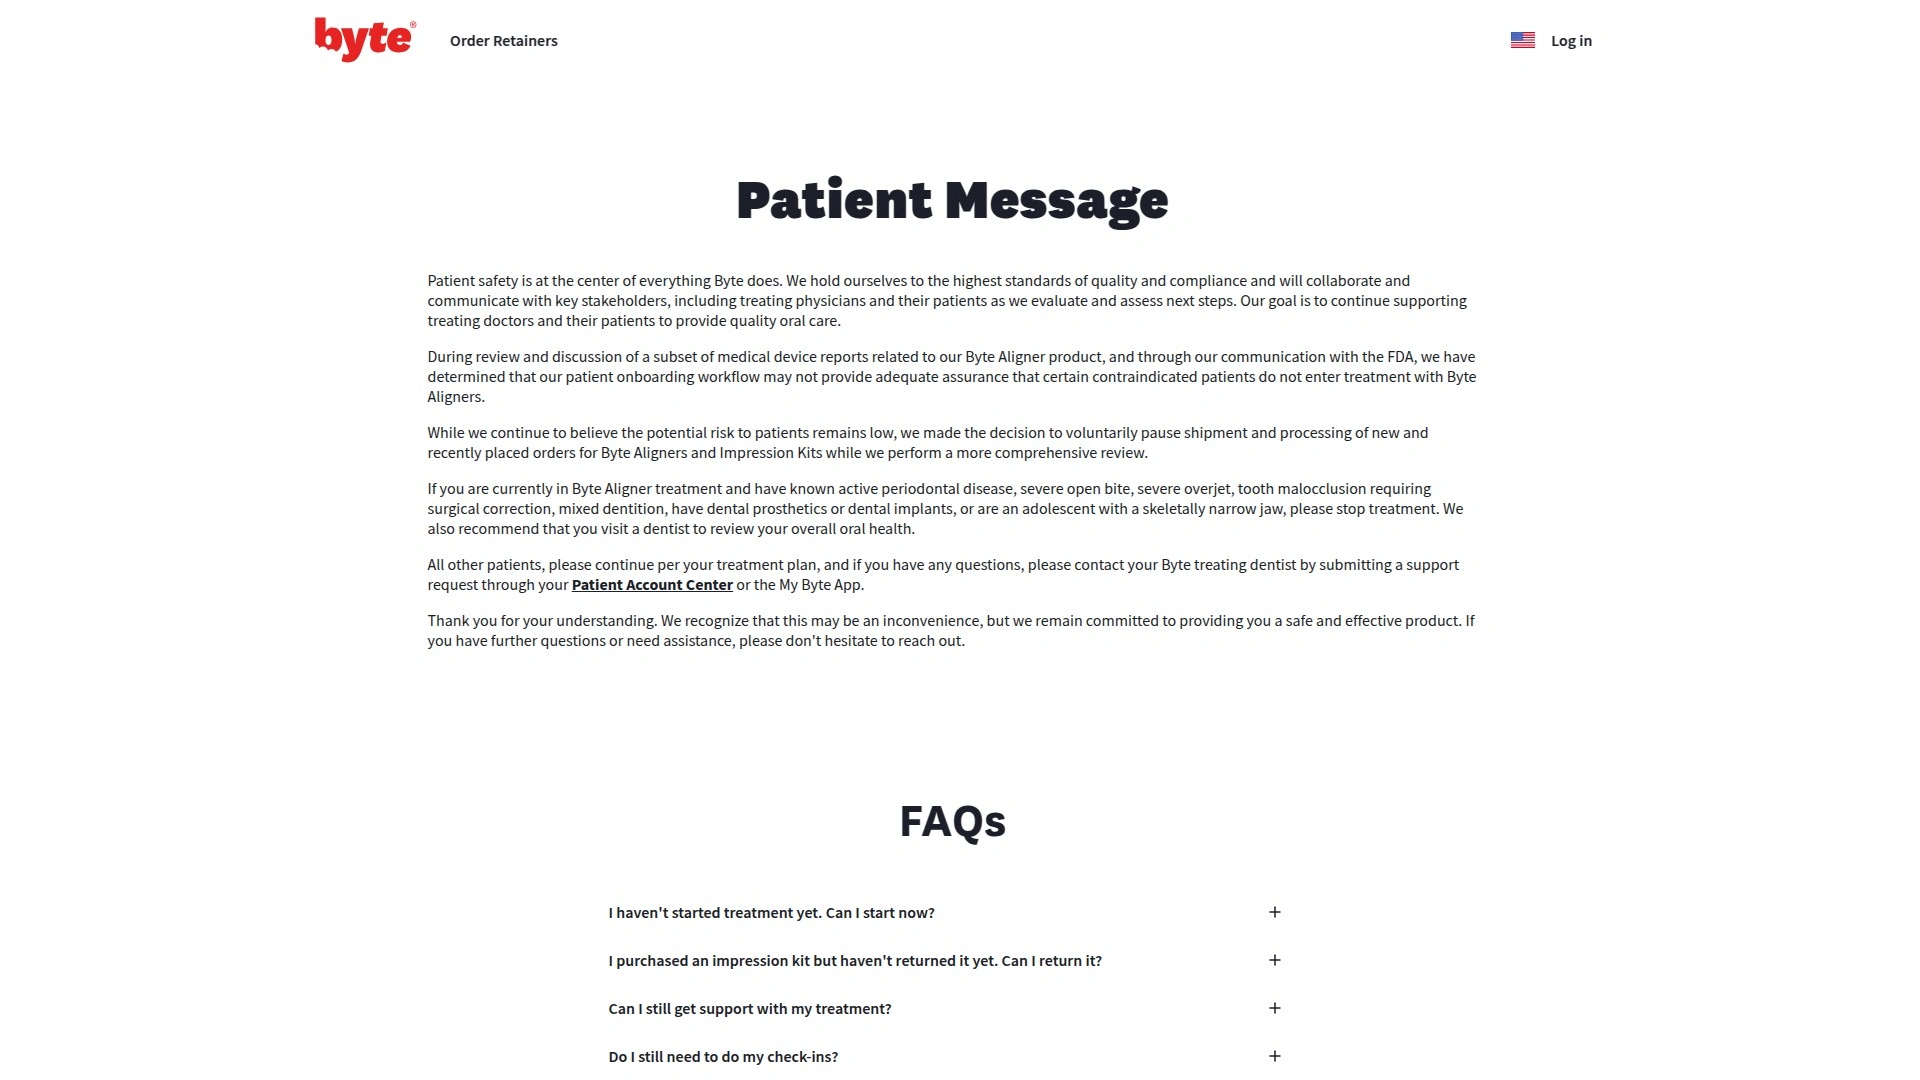 byte®
Order Retainers
Log in
Patient Message
Patient safety is at the center of everything Byte does. We hold ourselves to the highest standards of quality and compliance and will collaborate and
communicate with key stakeholders, including treating physicians and their patients as we evaluate and assess next steps. Our goal is to continue supporting
treating doctors and their patients to provide quality oral care.
During review and discussion of a subset of medical device reports related to our Byte Aligner product, and through our communication with the FDA, we have
determined that our patient onboarding workflow may not provide adequate assurance that certain contraindicated patients do not enter treatment with Byte
Aligners.
While we continue to believe the potential risk to patients remains low, we made the decision to voluntarily pause shipment and processing of new and
recently placed orders for Byte Aligners and Impression Kits while we perform a more comprehensive review.
If you are currently in Byte Aligner treatment and have known active periodontal disease, severe open bite, severe overjet, tooth malocclusion requiring
surgical correction, mixed dentition, have dental prosthetics or dental implants, or are an adolescent with a skeletally narrow jaw, please stop treatment. We
also recommend that you visit a dentist to review your overall oral health.
All other patients, please continue per your treatment plan, and if you have any questions, please contact your Byte treating dentist by submitting a support
request through your Patient Account Center or the My Byte App.
Thank you for your understanding. We recognize that this may be an inconvenience, but we remain committed to providing you a safe and effective product. If
you have further questions or need assistance, please don't hesitate to reach out.
FAQs
I haven't started treatment yet. Can I start now?
I purchased an impression kit but haven't returned it yet. Can I return it?
Can I still get support with my treatment?
Do I still need to do my check-ins?